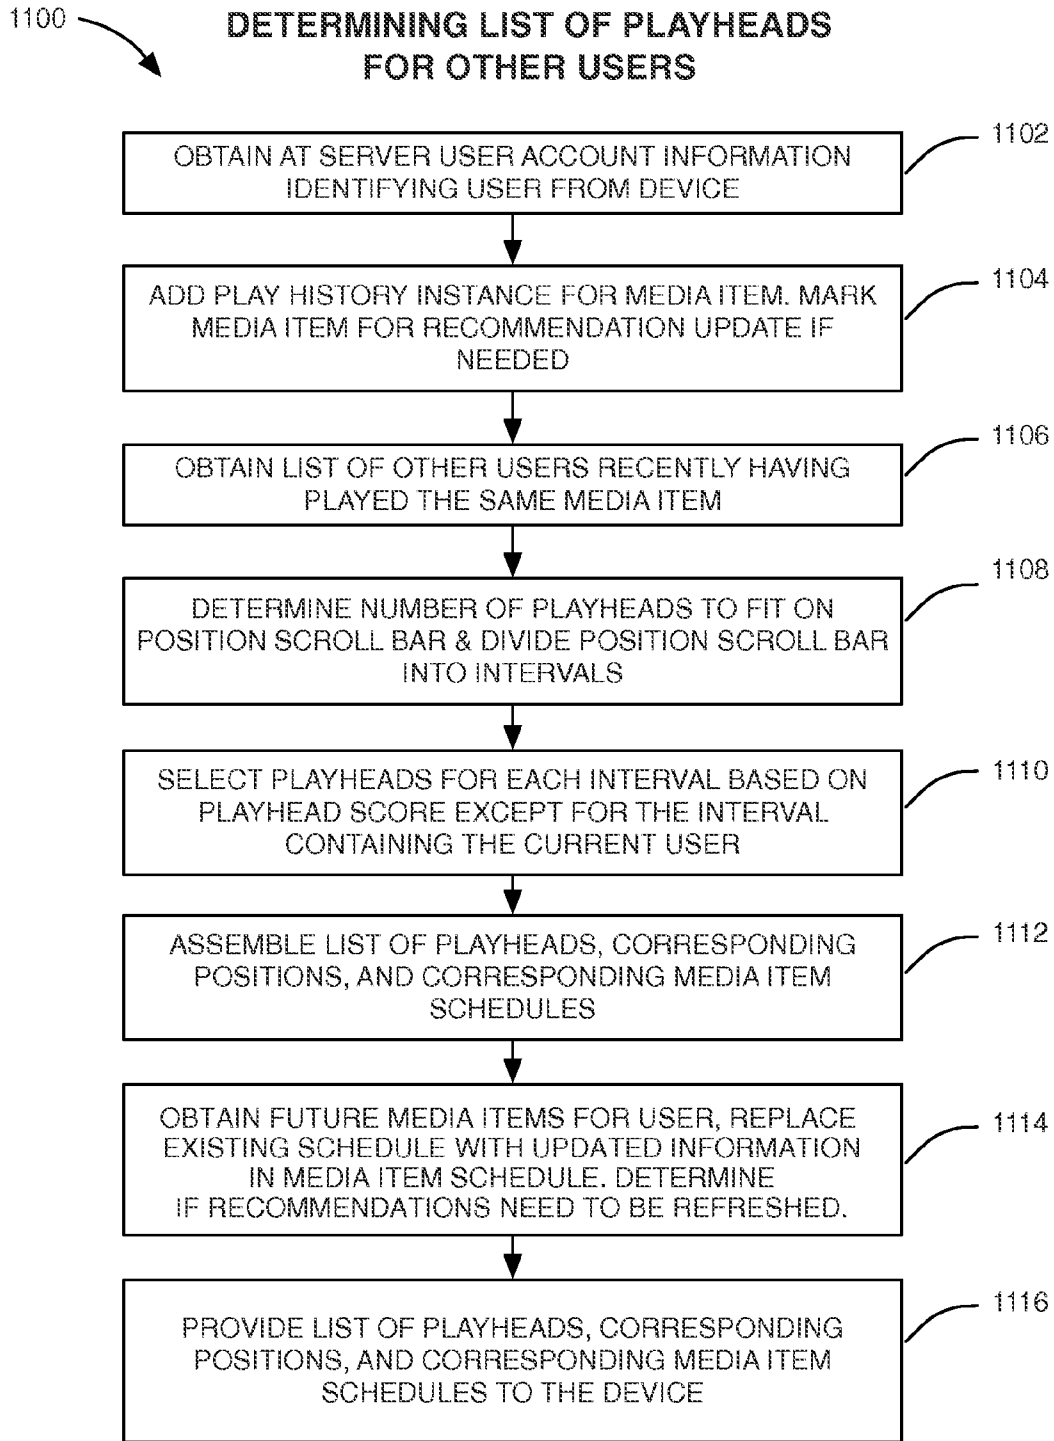 1100
DETERMINING LIST OF PLAYHEADS
FOR OTHER USERS
1102
OBTAIN AT SERVER USER ACCOUNT INFORMATION
IDENTIFYING USER FROM DEVICE
1104
ADD PLAY HISTORY INSTANCE FOR MEDIA ITEM. MARK
MEDIA ITEM FOR RECOMMENDATION UPDATE IF
NEEDED
1106
OBTAIN LIST OF OTHER USERS RECENTLY HAVING
PLAYED THE SAME MEDIA ITEM
1108
DETERMINE NUMBER OF PLAYHEADS TO FIT ON
POSITION SCROLL BAR & DIVIDE POSITION SCROLL BAR
INTO INTERVALS
1110
SELECT PLAYHEADS FOR EACH INTERVAL BASED ON
PLAYHEAD SCORE EXCEPT FOR THE INTERVAL
CONTAINING THE CURRENT USER
1112
ASSEMBLE LIST OF PLAYHEADS, CORRESPONDING
POSITIONS, AND CORRESPONDING MEDIA ITEM
SCHEDULES
1114
OBTAIN FUTURE MEDIA ITEMS FOR USER, REPLACE
EXISTING SCHEDULE WITH UPDATED INFORMATION
IN MEDIA ITEM SCHEDULE. DETERMINE
IF RECOMMENDATIONS NEED TO BE REFRESHED.
1116
PROVIDE LIST OF PLAYHEADS, CORRESPONDING
POSITIONS, AND CORRESPONDING MEDIA ITEM
SCHEDULES TO THE DEVICE